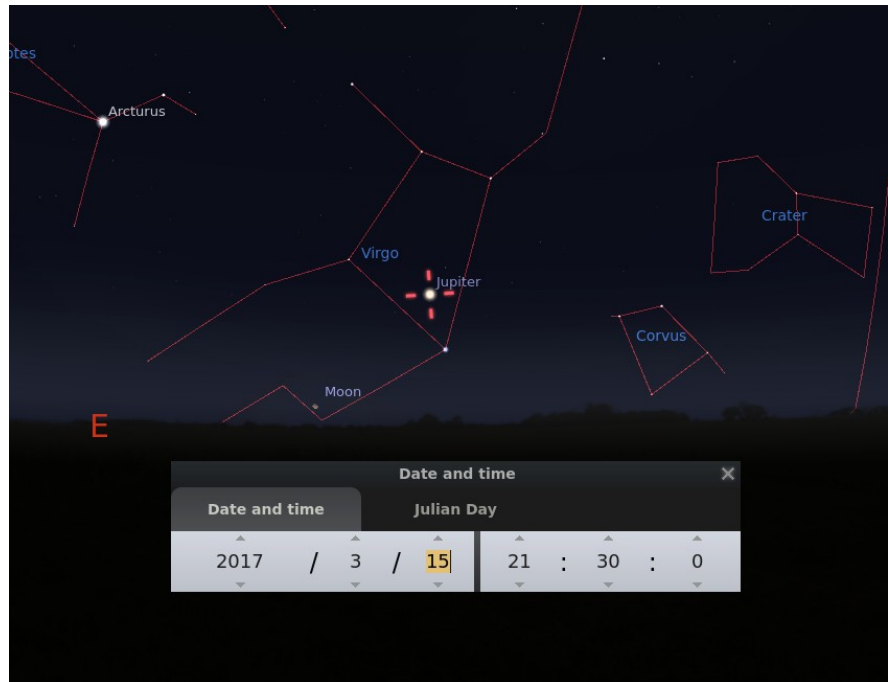 otes
Arcturus
Crater
Virgo
Jupiter
Corvus
Moon
E
Date and time
Date and time Julian Day
2017 / 3 / 15 21 : 30 : 0